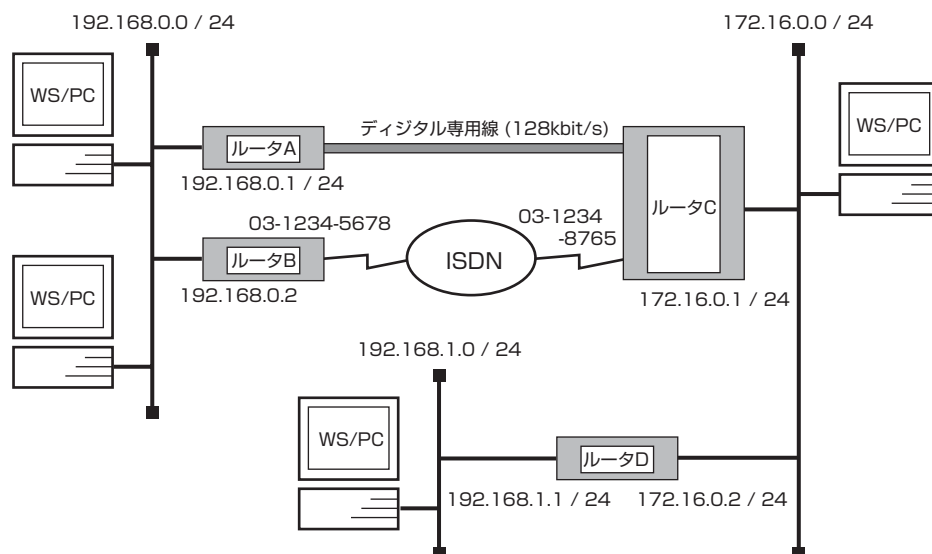 192.168.0.0 / 24
172.16.0.0 / 24
WS/PC
WS/PC
ディジタル専用線 (128kbit/s)
ルータA
192.168.0.1 / 24
ルータC
03-1234-5678
03-1234
-8765
ルータB
ISDN
WS/PC
192.168.0.2
172.16.0.1 / 24
192.168.1.0 / 24
WS/PC
ルータD
192.168.1.1 / 24
172.16.0.2 / 24